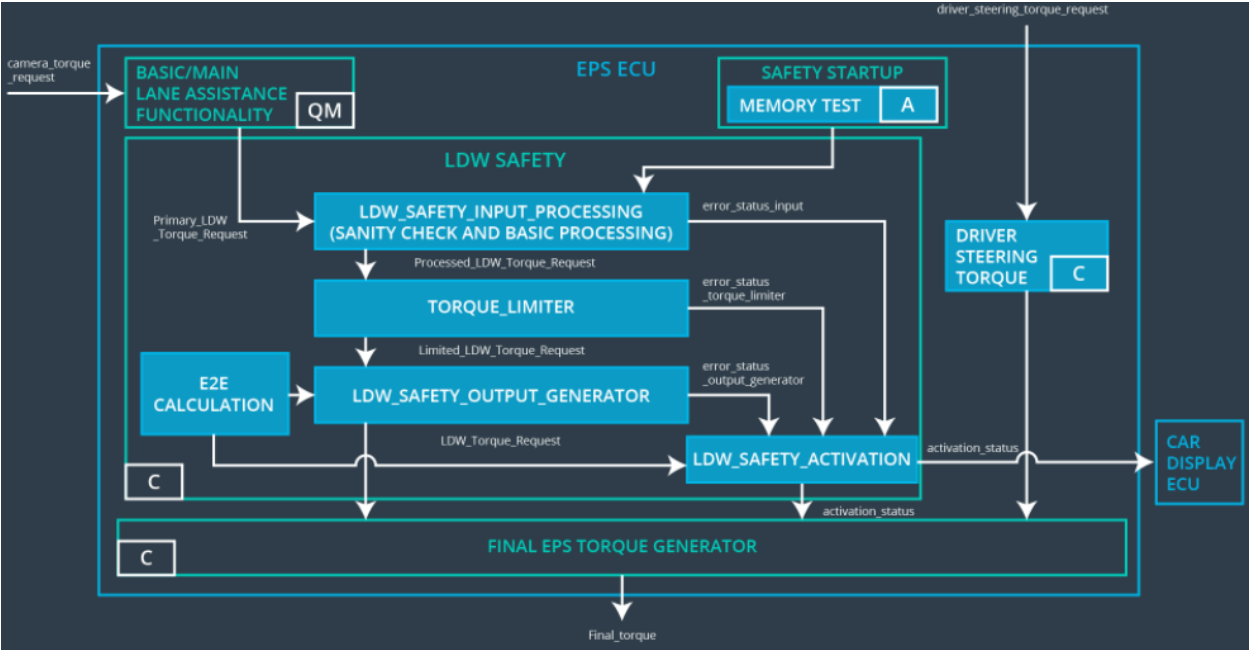 driver_steering_torque_request
camera_torque
_request
BASIC/MAIN
LANE ASSISTANCE
FUNCTIONALITY
QM
EPS ECU
SAFETY STARTUP
MEMORY TEST
A
LDW SAFETY
Primary_LDW
_Torque_Request
LDW_SAFETY_INPUT_PROCESSING
(SANITY CHECK AND BASIC PROCESSING)
error_status_input
DRIVER
STEERING
TORQUE
C
Processed_LDW_Torque_Request
TORQUE_LIMITER
error_status
_torque_limiter
Limited_LDW_Torque_Request
E2E
CALCULATION
LDW_SAFETY_OUTPUT_GENERATOR
error_status
_output_generator
LDW_Torque_Request
LDW_SAFETY_ACTIVATION
activation_status
CAR
DISPLAY
ECU
C
activation_status
C
FINAL EPS TORQUE GENERATOR
Final_torque